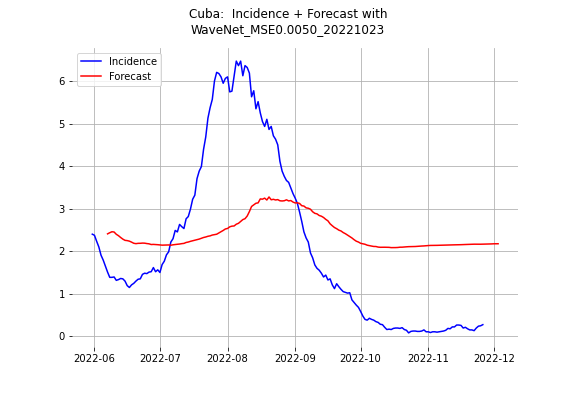 Cuba:  Incidence + Forecast with
WaveNet_MSE0.0050_20221023
Incidence
Forecast
6
5
4
3
2
1
0
2022-06 2022-07 2022-08 2022-09 2022-10 2022-11 2022-12